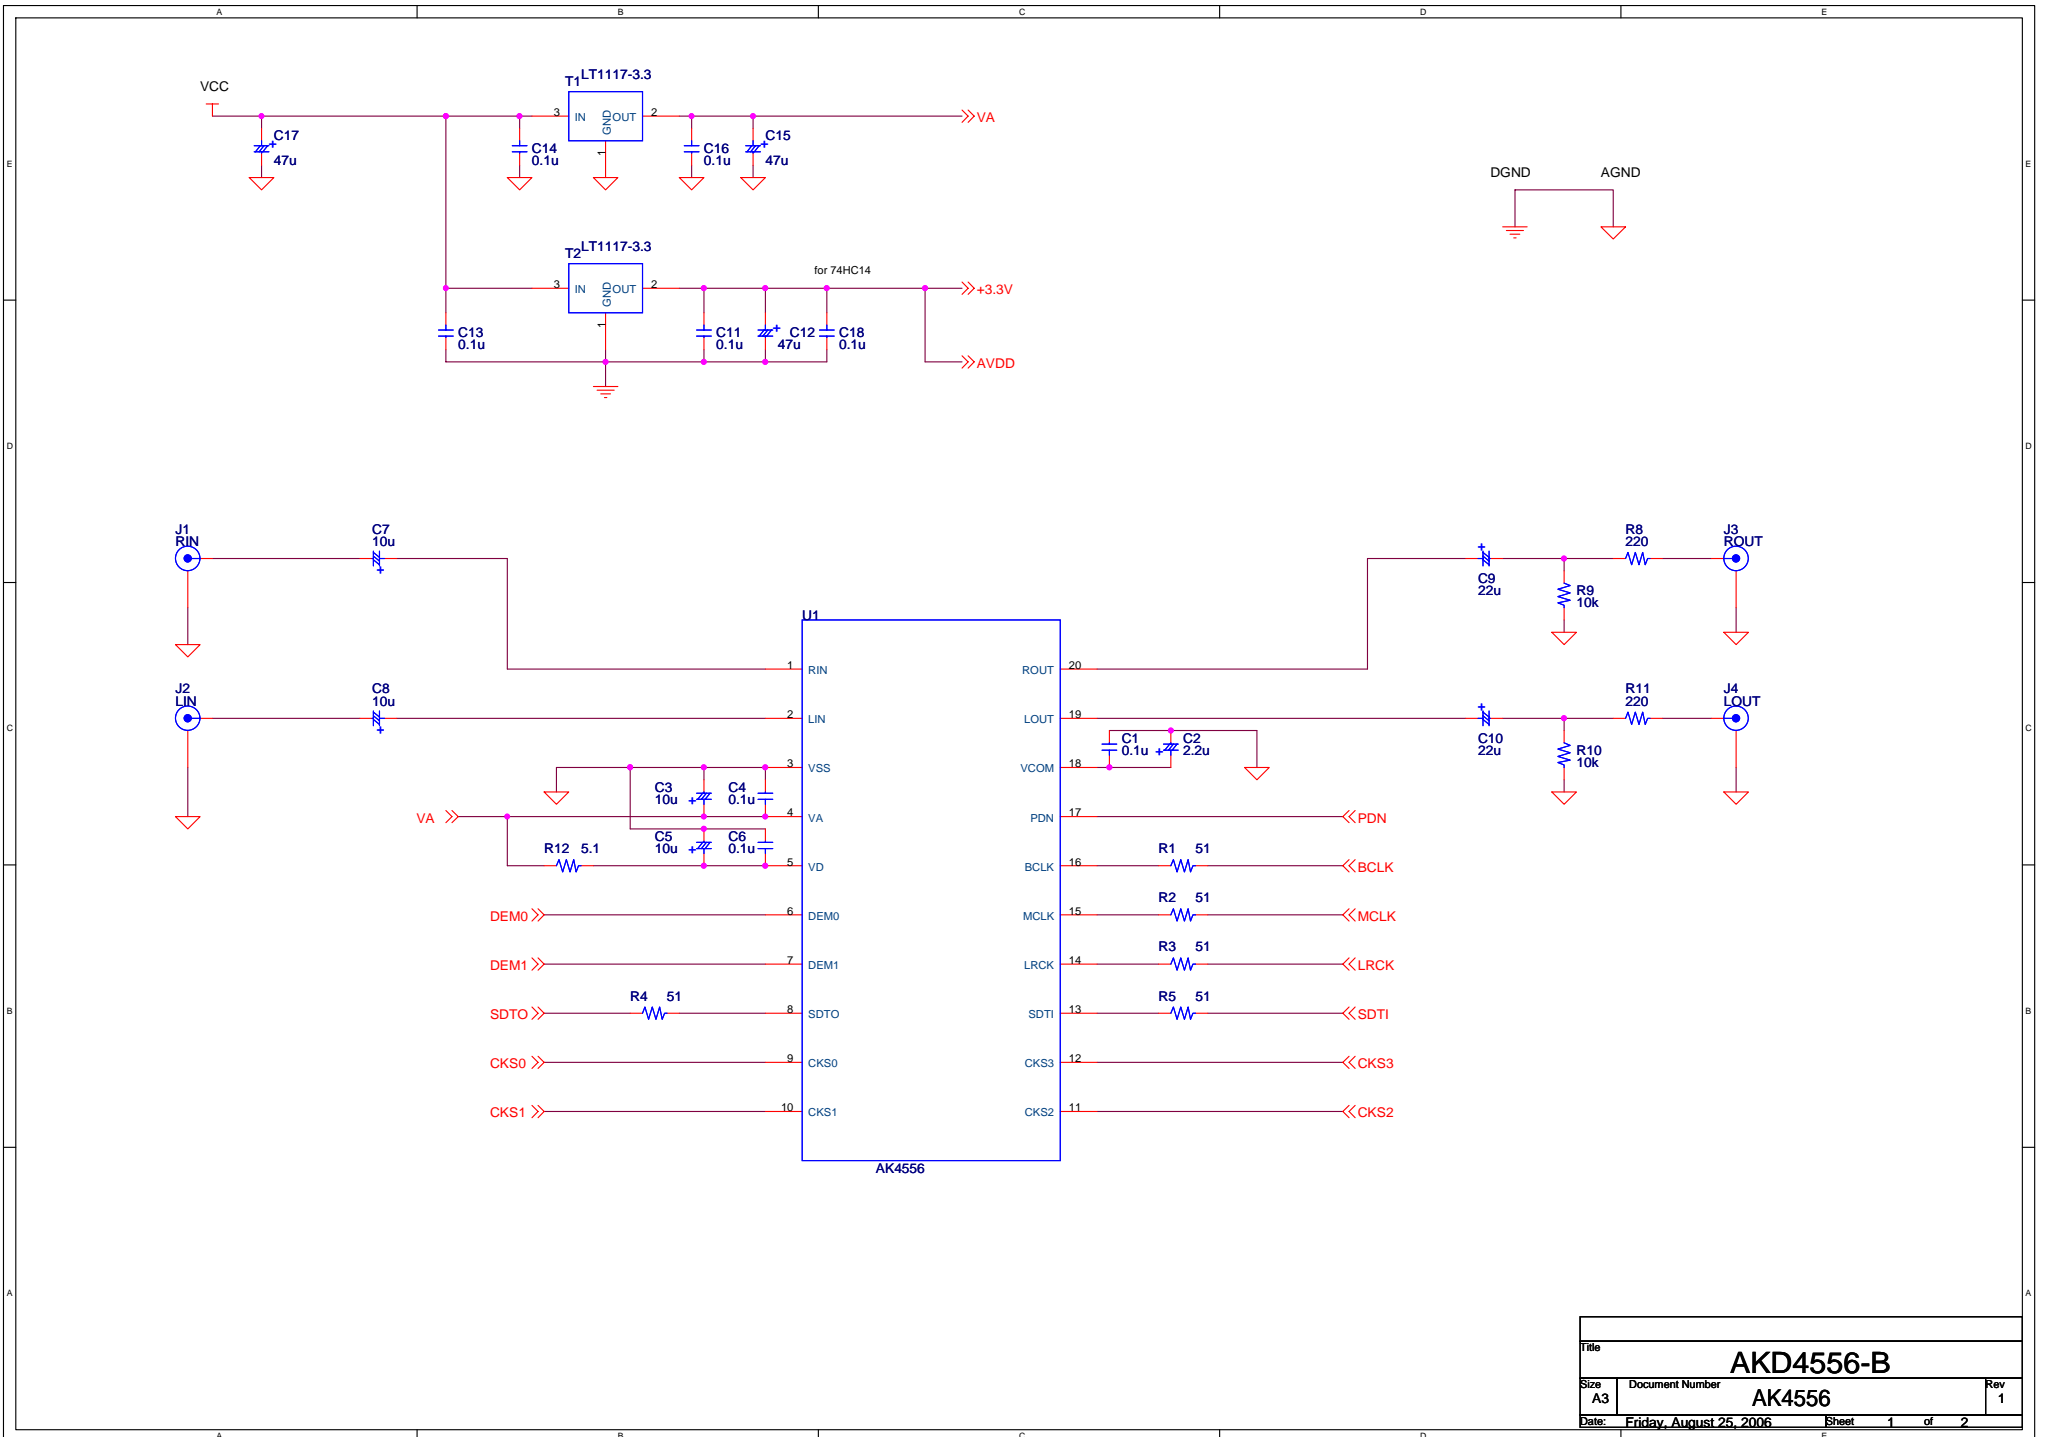 A B C D E
VCC
T1 LT1117-3.3
3 IN GND OUT 2
1
VA
C17
47u
C14
0.1u
C16
0.1u
C15
47u
E E
DGND AGND
T2 LT1117-3.3
for 74HC14
3 IN GND OUT 2
1
+3.3V
C13
0.1u
C11
0.1u
C12
47u
C18
0.1u
AVDD
D D
J1
RIN
C7
10u
C9
22u
R8
220
J3
ROUT
R9
10k
U1
1 RIN ROUT 20
J2
LIN
C8
10u
R11
220
J4
LOUT
2 LIN LOUT 19
C C
C1
0.1u
C2
2.2u
C10
22u
R10
10k
3 VSS VCOM 18
C3
10u
C4
0.1u
VA 4 VA PDN 17 PDN
C5
10u
C6
0.1u
R12 5.1 R1 51
5 VD BCLK 16 BCLK
R2 51
DEM0 6 DEM0 MCLK 15 MCLK
R3 51
DEM1 7 DEM1 LRCK 14 LRCK
R4 51 R5 51
B B
SDTO 8 SDTO SDTI 13 SDTI
CKS0 9 CKS0 CKS3 12 CKS3
CKS1 10 CKS1 CKS2 11 CKS2
AK4556
A A
Title
AKD4556-B
Size Document Number Rev
A3 AK4556 1
Date: Friday, August 25, 2006 Sheet 1 of 2
A B C D E